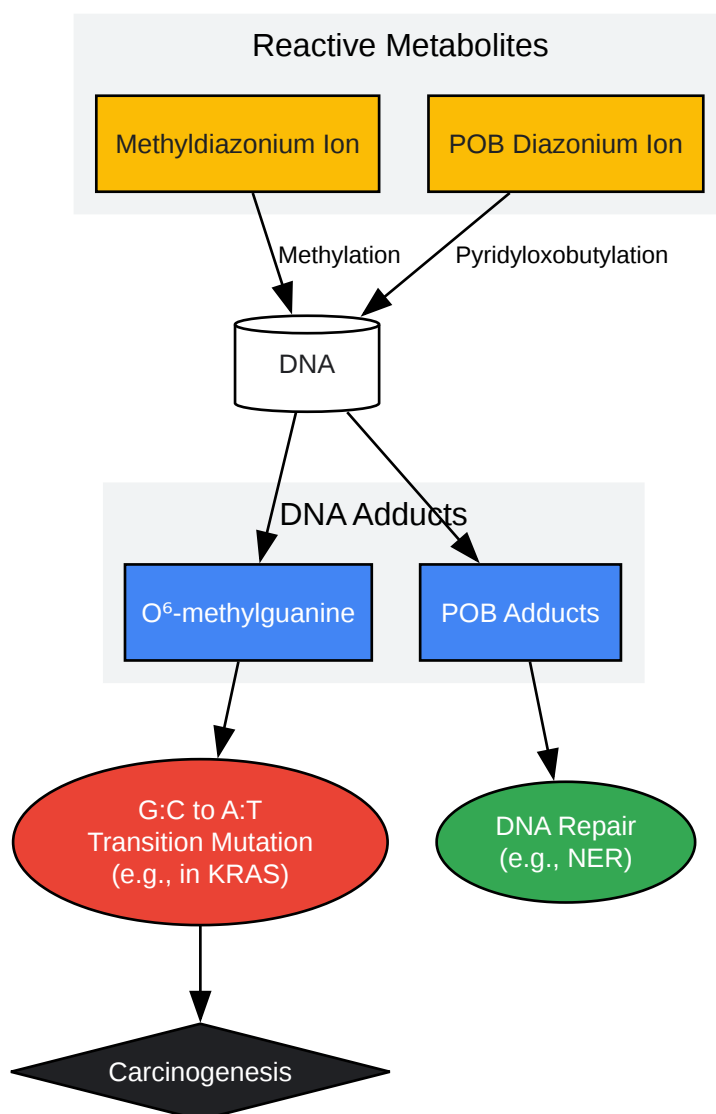 Reactive Metabolites
Methyldiazonium Ion
POB Diazonium Ion
Methylation
Pyridyloxobutylation
DNA
DNA Adducts
O⁶-methylguanine
POB Adducts
G:C to A:T
Transition Mutation
(e.g., in KRAS)
DNA Repair
(e.g., NER)
Carcinogenesis